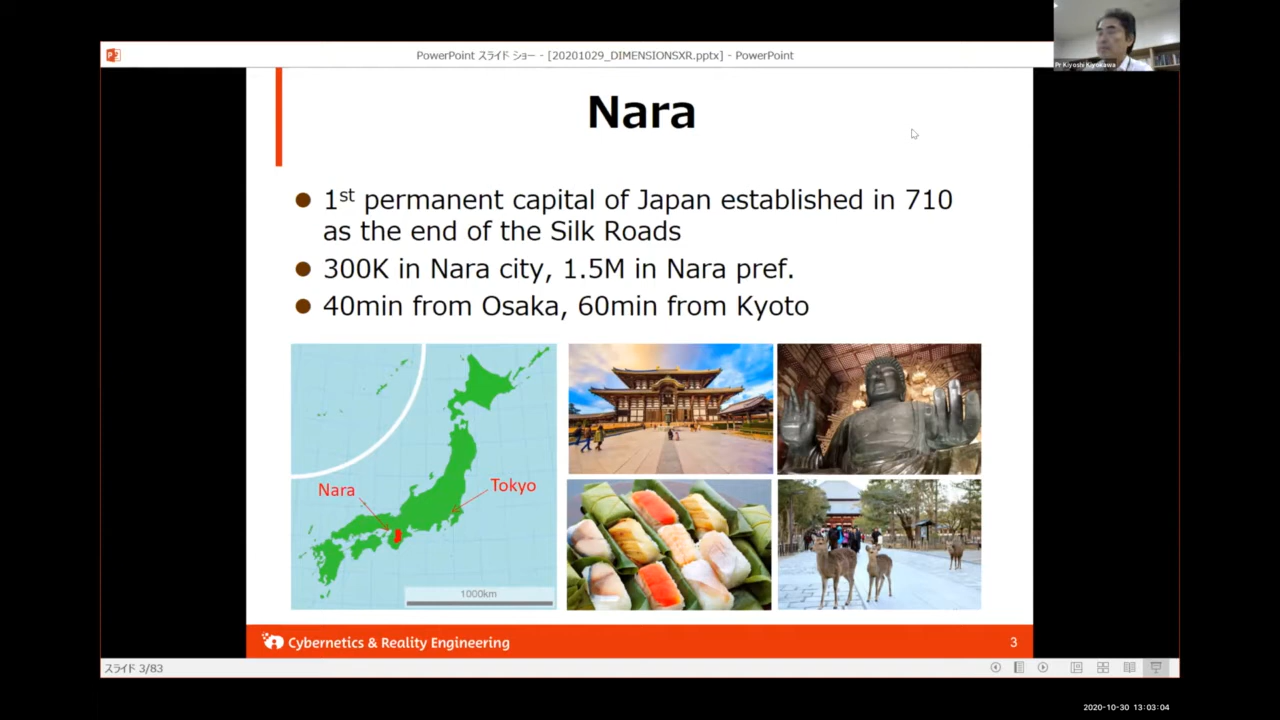 PowerPoint スライド ショー - [20201029_DIMENSIONSXR.pptx] - PowerPoint
Pr Kiyoshi Kiyokawa
Nara
1st permanent capital of Japan established in 710
as the end of the Silk Roads
300K in Nara city, 1.5M in Nara pref.
40min from Osaka, 60min from Kyoto
Nara
Tokyo
1000km
Cybernetics & Reality Engineering
3
スライド 3/83
2020-10-30 13:03:04